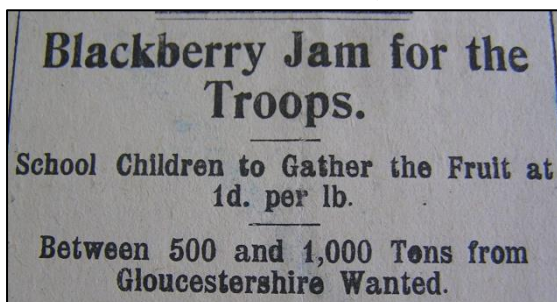 Blackberry Jam for the
Troops.
School Children to Gather the Fruit at
1d. per lb.
Between 500 and 1,000 Tons from
Gloucestershire Wanted.